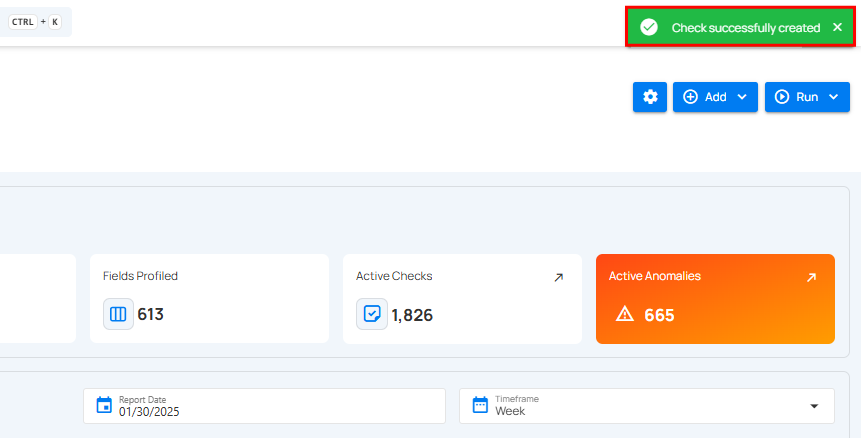 CTRL + K
Check successfully created
Add
Run
Fields Profiled
613
Active Checks
1,826
Active Anomalies
665
Report Date
01/30/2025
Timeframe
Week